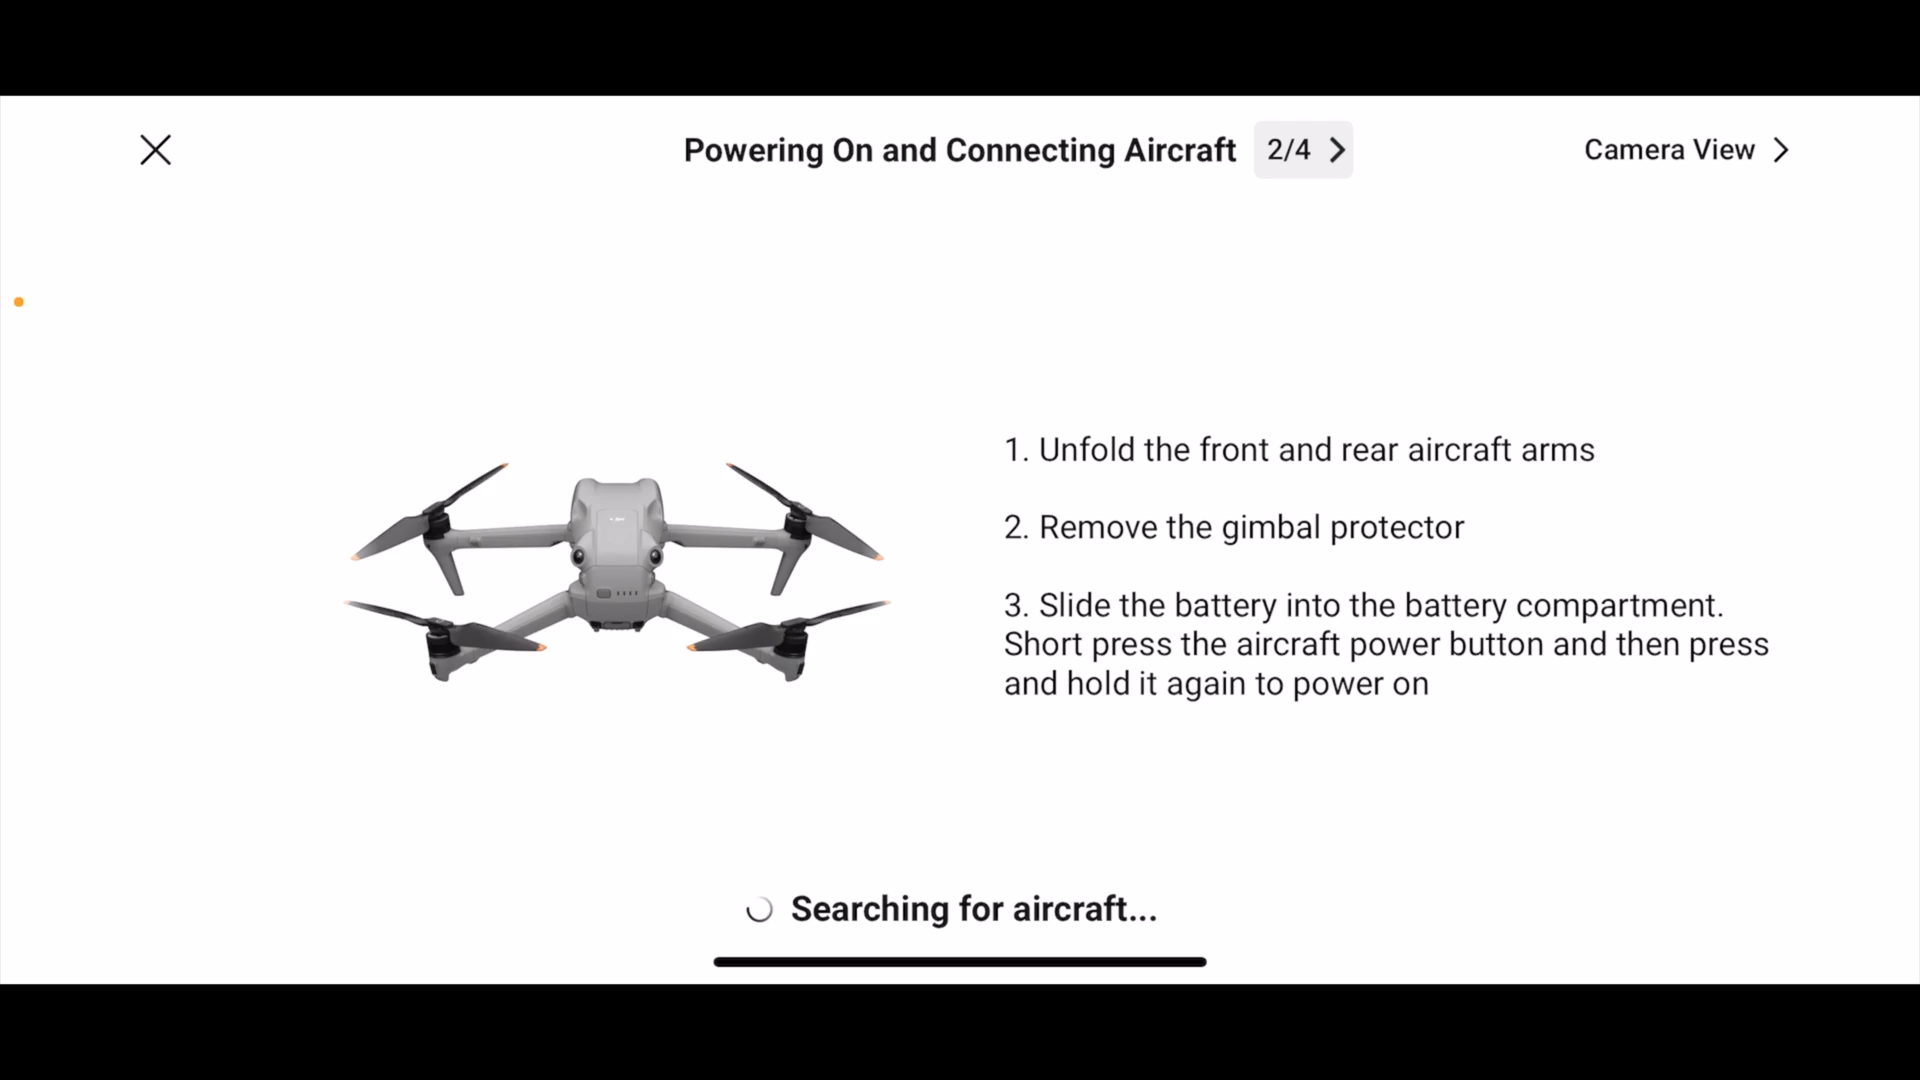 Powering On and Connecting Aircraft
2/4
Camera View
1. Unfold the front and rear aircraft arms
2. Remove the gimbal protector
3. Slide the battery into the battery compartment.
Short press the aircraft power button and then press
and hold it again to power on
Searching for aircraft...